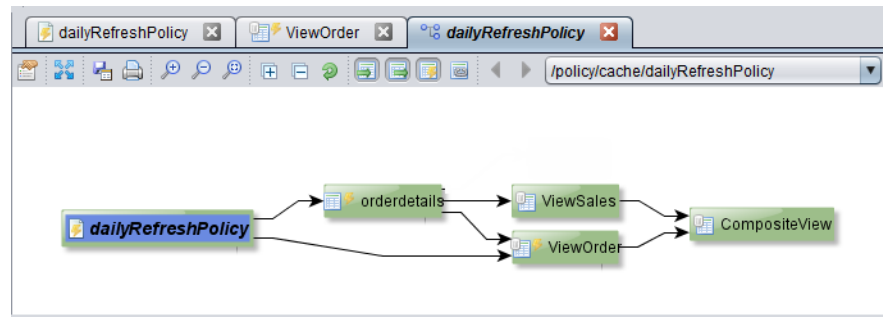 dailyRefreshPolicy ViewOrder dailyRefreshPolicy
/policy/cache/dailyRefreshPolicy
orderdetails ViewSales
dailyRefreshPolicy CompositeView
ViewOrder